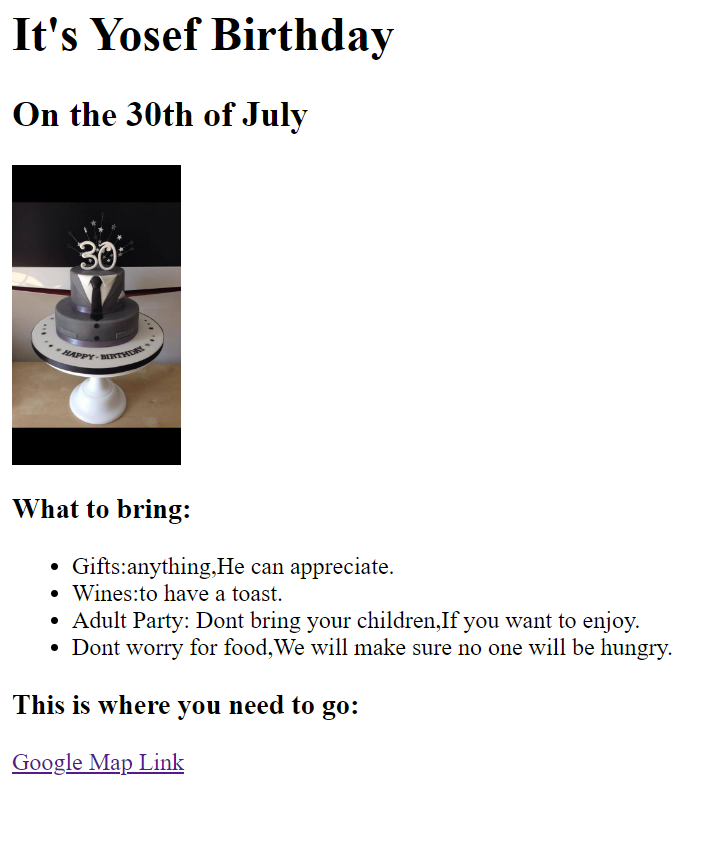 It's Yosef Birthday
On the 30th of July
30
HAPPY - BIRTHDAY
What to bring:
Gifts:anything,He can appreciate.
Wines:to have a toast.
Adult Party: Dont bring your children,If you want to enjoy.
Dont worry for food,We will make sure no one will be hungry.
This is where you need to go:
Google Map Link